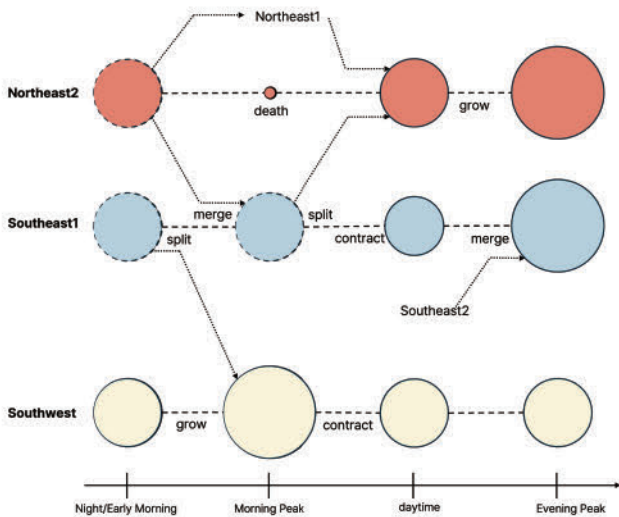 Northeast1
Northeast2
death
grow
Southeast1
merge
split
split
contract
merge
Southeast2
Southwest
grow
contract
Night/Early Morning
Morning Peak
daytime
Evening Peak